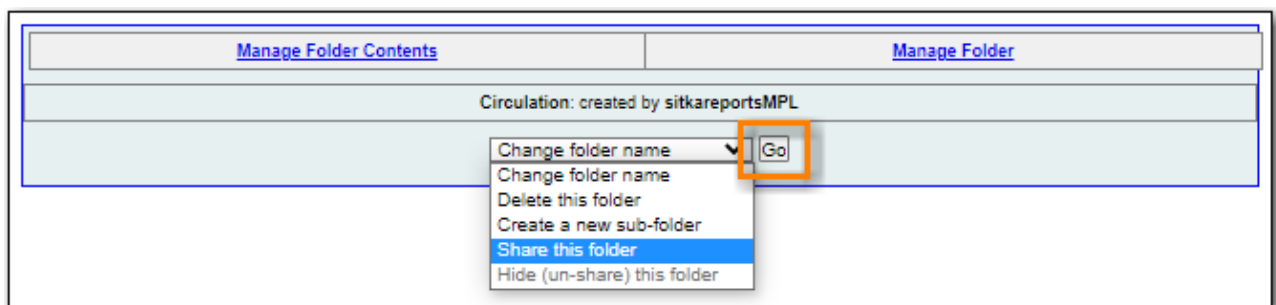 Manage Folder Contents Manage Folder
Circulation: created by sitkareportsMPL
Change folder name Go
Change folder name
Delete this folder
Create a new sub-folder
Share this folder
Hide (un-share) this folder